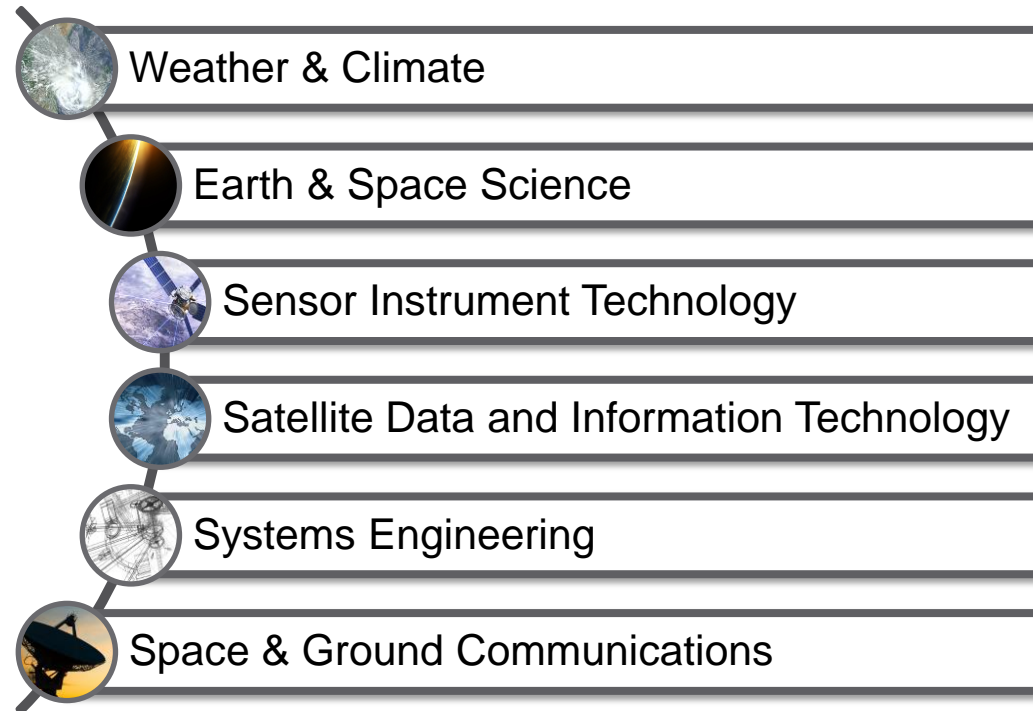 Weather & Climate
Earth & Space Science
Sensor Instrument Technology
Satellite Data and Information Technology
Systems Engineering
Space & Ground Communications